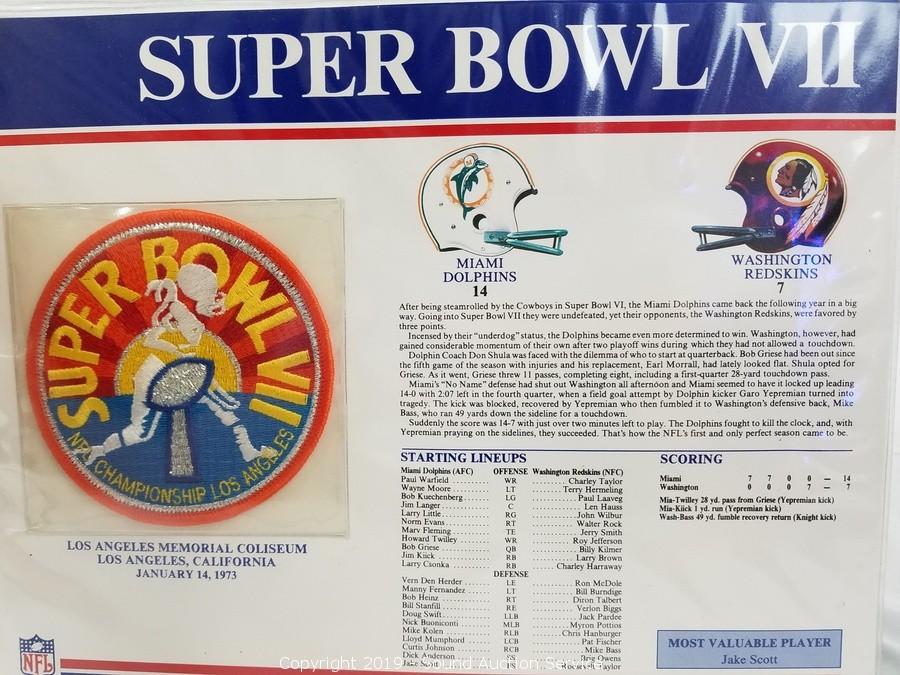 SUPER BOWL VII
SUPER BOWL VII
NFL CHAMPIONSHIP LOS ANGELES
LOS ANGELES MEMORIAL COLISEUM
LOS ANGELES, CALIFORNIA
JANUARY 14, 1973
NFL
MIAMI
DOLPHINS
14
WASHINGTON
REDSKINS
7
After being steamrolled by the Cowboys in Super Bowl VI, the Miami Dolphins came back the following year in a big
way. Going into Super Bowl VII they were undefeated, yet their opponents, the Washington Redskins, were favored by
three points.
Incensed by their "underdog" status, the Dolphins became even more determined to win. Washington, however, had
gained considerable momentum of their own after two playoff wins during which they had not allowed a touchdown.
Dolphin Coach Don Shula was faced with the dilemma of who to start at quarterback. Bob Griese had been out since
the fifth game of the season with injuries and his replacement, Earl Morrall, had lately looked flat. Shula opted for
Griese. As it went, Griese threw 11 passes, completing eight, including a first-quarter 28-yard touchdown pass.
Miami's "No Name" defense had shut out Washington all afternoon and Miami seemed to have it locked up leading
14-0 with 2:07 left in the fourth quarter, when a field goal attempt by Dolphin kicker Garo Yepremian turned into
tragedy. The kick was blocked, recovered by Yepremian who then fumbled it to Washington's defensive back, Mike
Bass, who ran 49 yards down the sideline for a touchdown.
Suddenly the score was 14-7 with just over two minutes left to play. The Dolphins fought to kill the clock, and, with
Yepremian praying on the sidelines, they succeeded. That's how the NFL's first and only perfect season came to be.
STARTING LINEUPS
Miami Dolphins (AFC) OFFENSE Washington Redskins (NFC)
Paul Warfield WR Charley Taylor
Wayne Moore LT Terry Hermeling
Bob Kuechenberg LG Paul Laaveg
Jim Langer C Len Hauss
Larry Little RG John Wilbur
Norm Evans RT Walter Rock
Marv Fleming TE Jerry Smith
Howard Twilley WR Roy Jefferson
Bob Griese QB Billy Kilmer
Jim Kiick RB Larry Brown
Larry Csonka RB Charley Harraway
DEFENSE
Vern Den Herder LE Ron McDole
Manny Fernandez LT Bill Burndige
Bob Heinz RT Diron Talbert
Bill Stanfill RE Verlon Biggs
Doug Swift LLB Jack Pardee
Nick Buoniconti MLB Myron Pottios
Mike Kolen RLB Chris Hanburger
Lloyd Mumphord LCB Pat Fischer
Curtis Johnson RCB Mike Bass
Dick Anderson SS Brig Owens
Taylor
SCORING
Miami 7 7 0 0 — 14
Washington 0 0 0 7 — 7
Mia-Twilley 28 yd. pass from Griese (Yepremian kick)
Mia-Kiick 1 yd. run (Yepremian kick)
Wash-Bass 49 yd. fumble recovery return (Knight kick)
MOST VALUABLE PLAYER
Jake Scott
Copyright 2019 Sound Auction Service